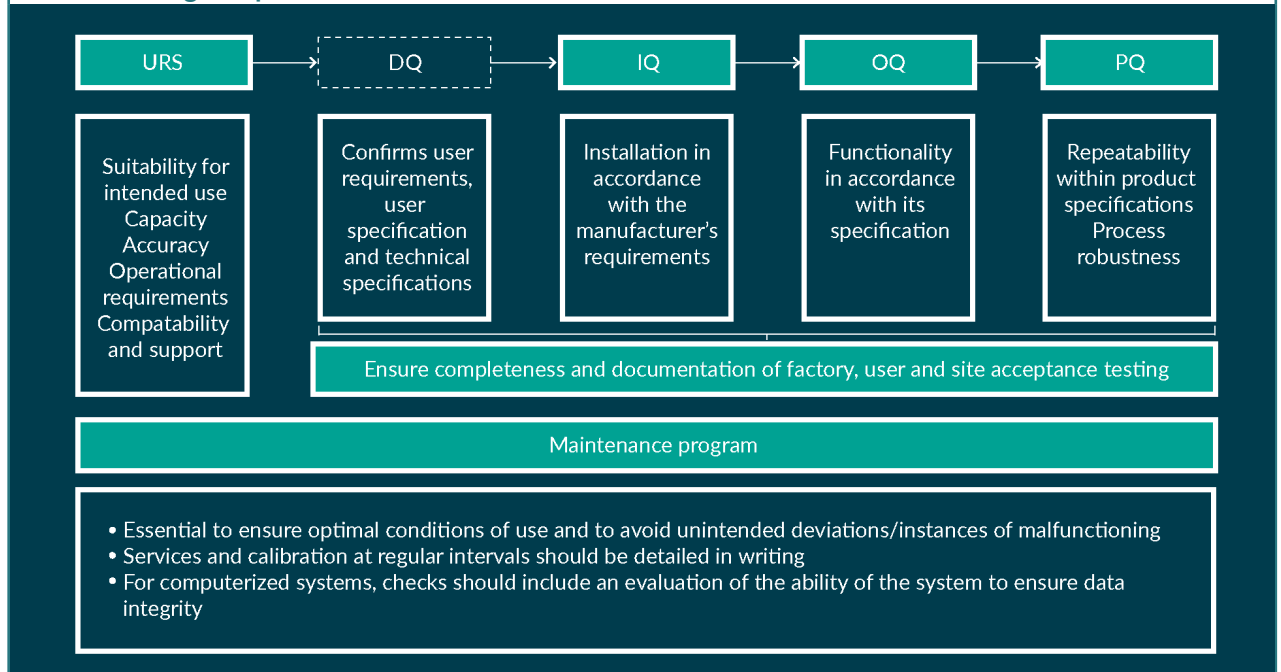 URS
DQ
IQ
OQ
PQ
Suitability for
intended use
Capacity
Accuracy
Operational
requirements
Compatability
and support
Confirms user
requirements,
user
specification
and technical
specifications
Installation in
accordance
with the
manufacturer's
requirements
Functionality
in accordance
with its
specification
Repeatability
within product
specifications
Process
robustness
Ensure completeness and documentation of factory, user and site acceptance testing
Maintenance program
• Essential to ensure optimal conditions of use and to avoid unintended deviations/instances of malfunctioning
• Services and calibration at regular intervals should be detailed in writing
• For computerized systems, checks should include an evaluation of the ability of the system to ensure data
integrity